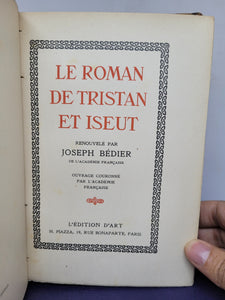 LE ROMAN
DE TRISTAN
ET ISEUT
RENOUVELÉ PAR
JOSEPH BÉDIER
DE L'ACADÉMIE FRANÇAISE
OUVRAGE COURONNÉ
PAR L'ACADÉMIE
FRANÇAISE
L'ÉDITION D'ART
H. PIAZZA, 19, RUE BONAPARTE, PARIS